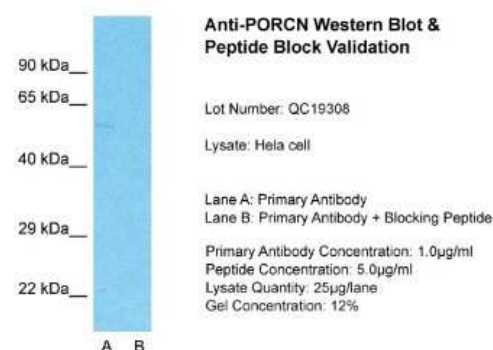 Anti-PORCN Western Blot &
Peptide Block Validation
90 kDa
65 kDa
40 kDa
29 kDa
22 kDa
A B
Lot Number: QC19308
Lysate: Hela cell
Lane A: Primary Antibody
Lane B: Primary Antibody + Blocking Peptide
Primary Antibody Concentration: 1.0µg/ml
Peptide Concentration: 5.0µg/ml
Lysate Quantity: 25µg/lane
Gel Concentration: 12%